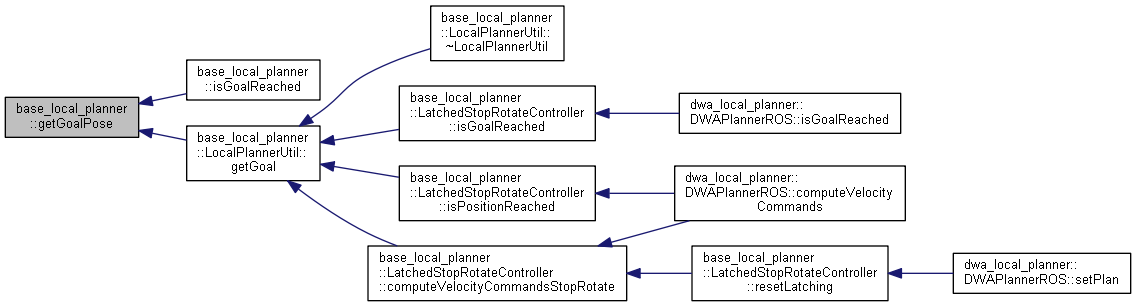 base_local_planner
::getGoalPose
base_local_planner
::isGoalReached
base_local_planner
::LocalPlannerUtil::
getGoal
base_local_planner
::LocalPlannerUtil::
~LocalPlannerUtil
base_local_planner
::LatchedStopRotateController
::isGoalReached
dwa_local_planner::
DWAPlannerROS::isGoalReached
base_local_planner
::LatchedStopRotateController
::isPositionReached
dwa_local_planner::
DWAPlannerROS::computeVelocity
Commands
base_local_planner
::LatchedStopRotateController
::computeVelocityCommandsStopRotate
base_local_planner
::LatchedStopRotateController
::resetLatching
dwa_local_planner::
DWAPlannerROS::setPlan